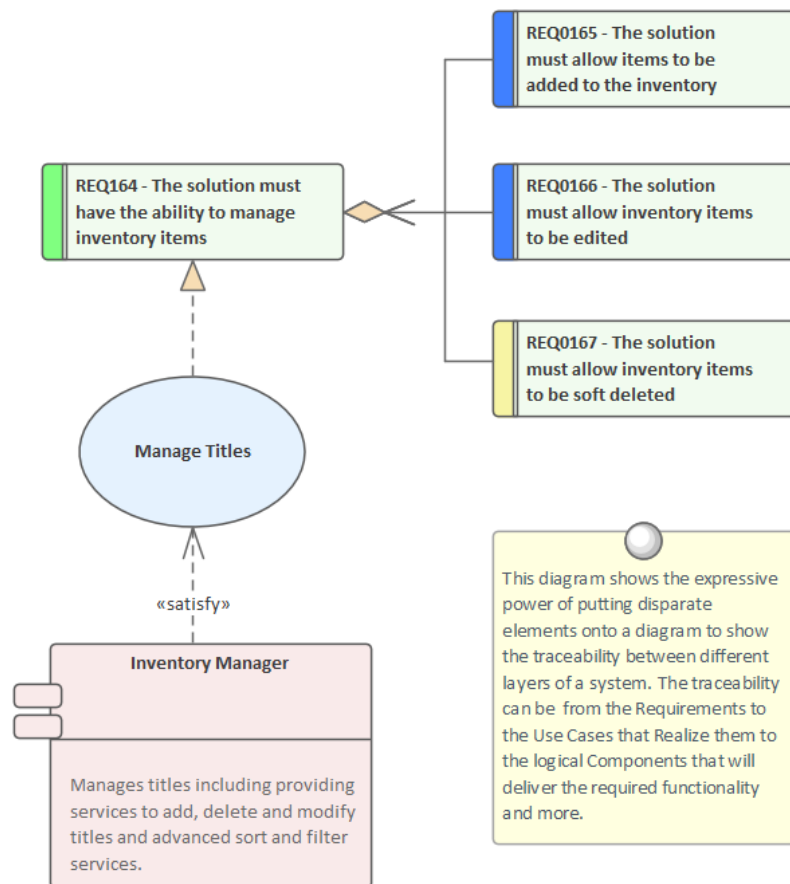 REQ0165 - The solution
must allow items to be
added to the inventory
REQ164 - The solution must
have the ability to manage
inventory items
REQ0166 - The solution
must allow inventory items
to be edited
REQ0167 - The solution
must allow inventory items
to be soft deleted
Manage Titles
«satisfy»
Inventory Manager
Manages titles including providing
services to add, delete and modify
titles and advanced sort and filter
services.
This diagram shows the expressive
power of putting disparate
elements onto a diagram to show
the traceability between different
layers of a system. The traceability
can be from the Requirements to
the Use Cases that Realize them to
the logical Components that will
deliver the required functionality
and more.